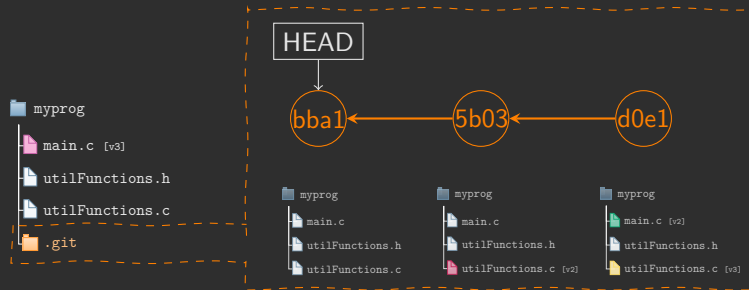 HEAD
bba1
5b03
d0e1
myprog
main.c [v3]
utilFunctions.h
utilFunctions.c
.git
myprog
main.c
utilFunctions.h
utilFunctions.c
myprog
main.c
utilFunctions.h
utilFunctions.c [v2]
myprog
main.c [v2]
utilFunctions.h
utilFunctions.c [v3]